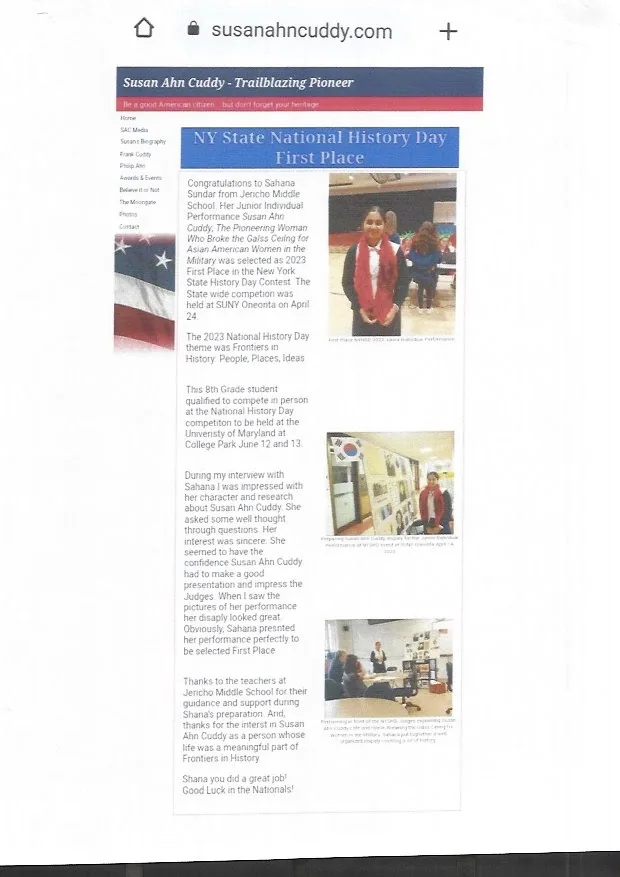 susanahncuddy.com
Susan Ahn Cuddy - Trailblazing Pioneer
Be a good American citizen... but don't forget your heritage.
Home
SAC Media
Susan's Biography
Frank Cuddy
Philip Ahn
Awards & Events
Believe It or Not
The Moongate
Photos
Contact
NY State National History Day
First Place
Congratulations to Sahana
Sundar from Jericho Middle
School. Her Junior Individual
Performance Susan Ahn
Cuddy, The Pioneering Woman
Who Broke the Galss Ceiing for
Asian American Women in the
Military was selected as 2023
First Place in the New York
State History Day Contest. The
State wide competion was
held at SUNY Oneonta on April
24.
The 2023 National History Day
theme was Frontiers in
History: People, Places, Ideas
This 8th Grade student
qualified to compete in person
at the National History Day
competiton to be held at the
Univeristy of Maryland at
College Park June 12 and 13.
During my interview with
Sahana I was impressed with
her character and research
about Susan Ahn Cuddy. She
asked some well thought
through questions. Her
interest was sincere. She
seemed to have the
confidence Susan Ahn Cuddy
had to make a good
presentation and impress the
Judges. When I saw the
pictures of her performance
her disaply looked great.
Obviously, Sahana presnted
her performance perfectly to
be selected First Place
Thanks to the teachers at
Jericho Middle School for their
guidance and support during
Shana's preparation. And,
thanks for the interst in Susan
Ahn Cuddy as a person whose
life was a meaningful part of
Frontiers in History
Shana you did a great job!
Good Luck in the Nationals!
First Place NYHSD 2023 Junior Individual Performance